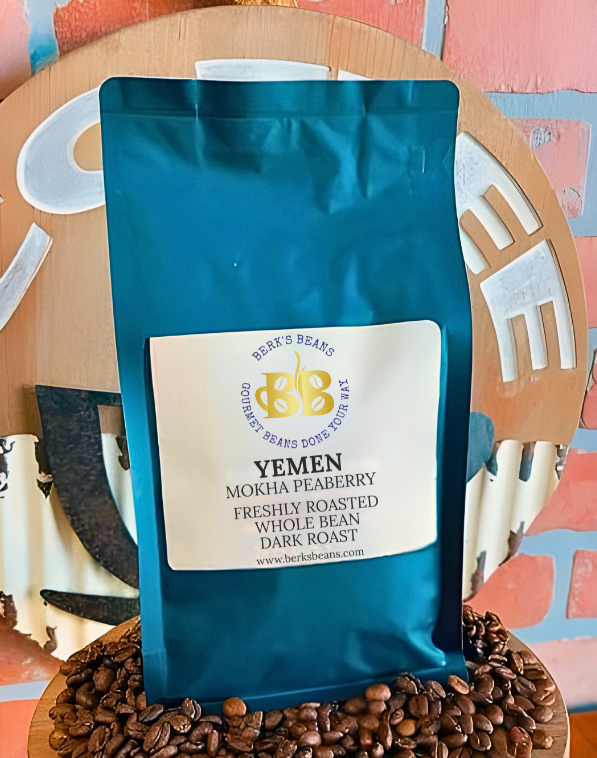 BERK'S BEANS
BB
GOURMET BEANS DONE YOUR WAY
YEMEN
MOKHA PEABERRY
FRESHLY ROASTED
WHOLE BEAN
DARK ROAST
www.berksbeans.com